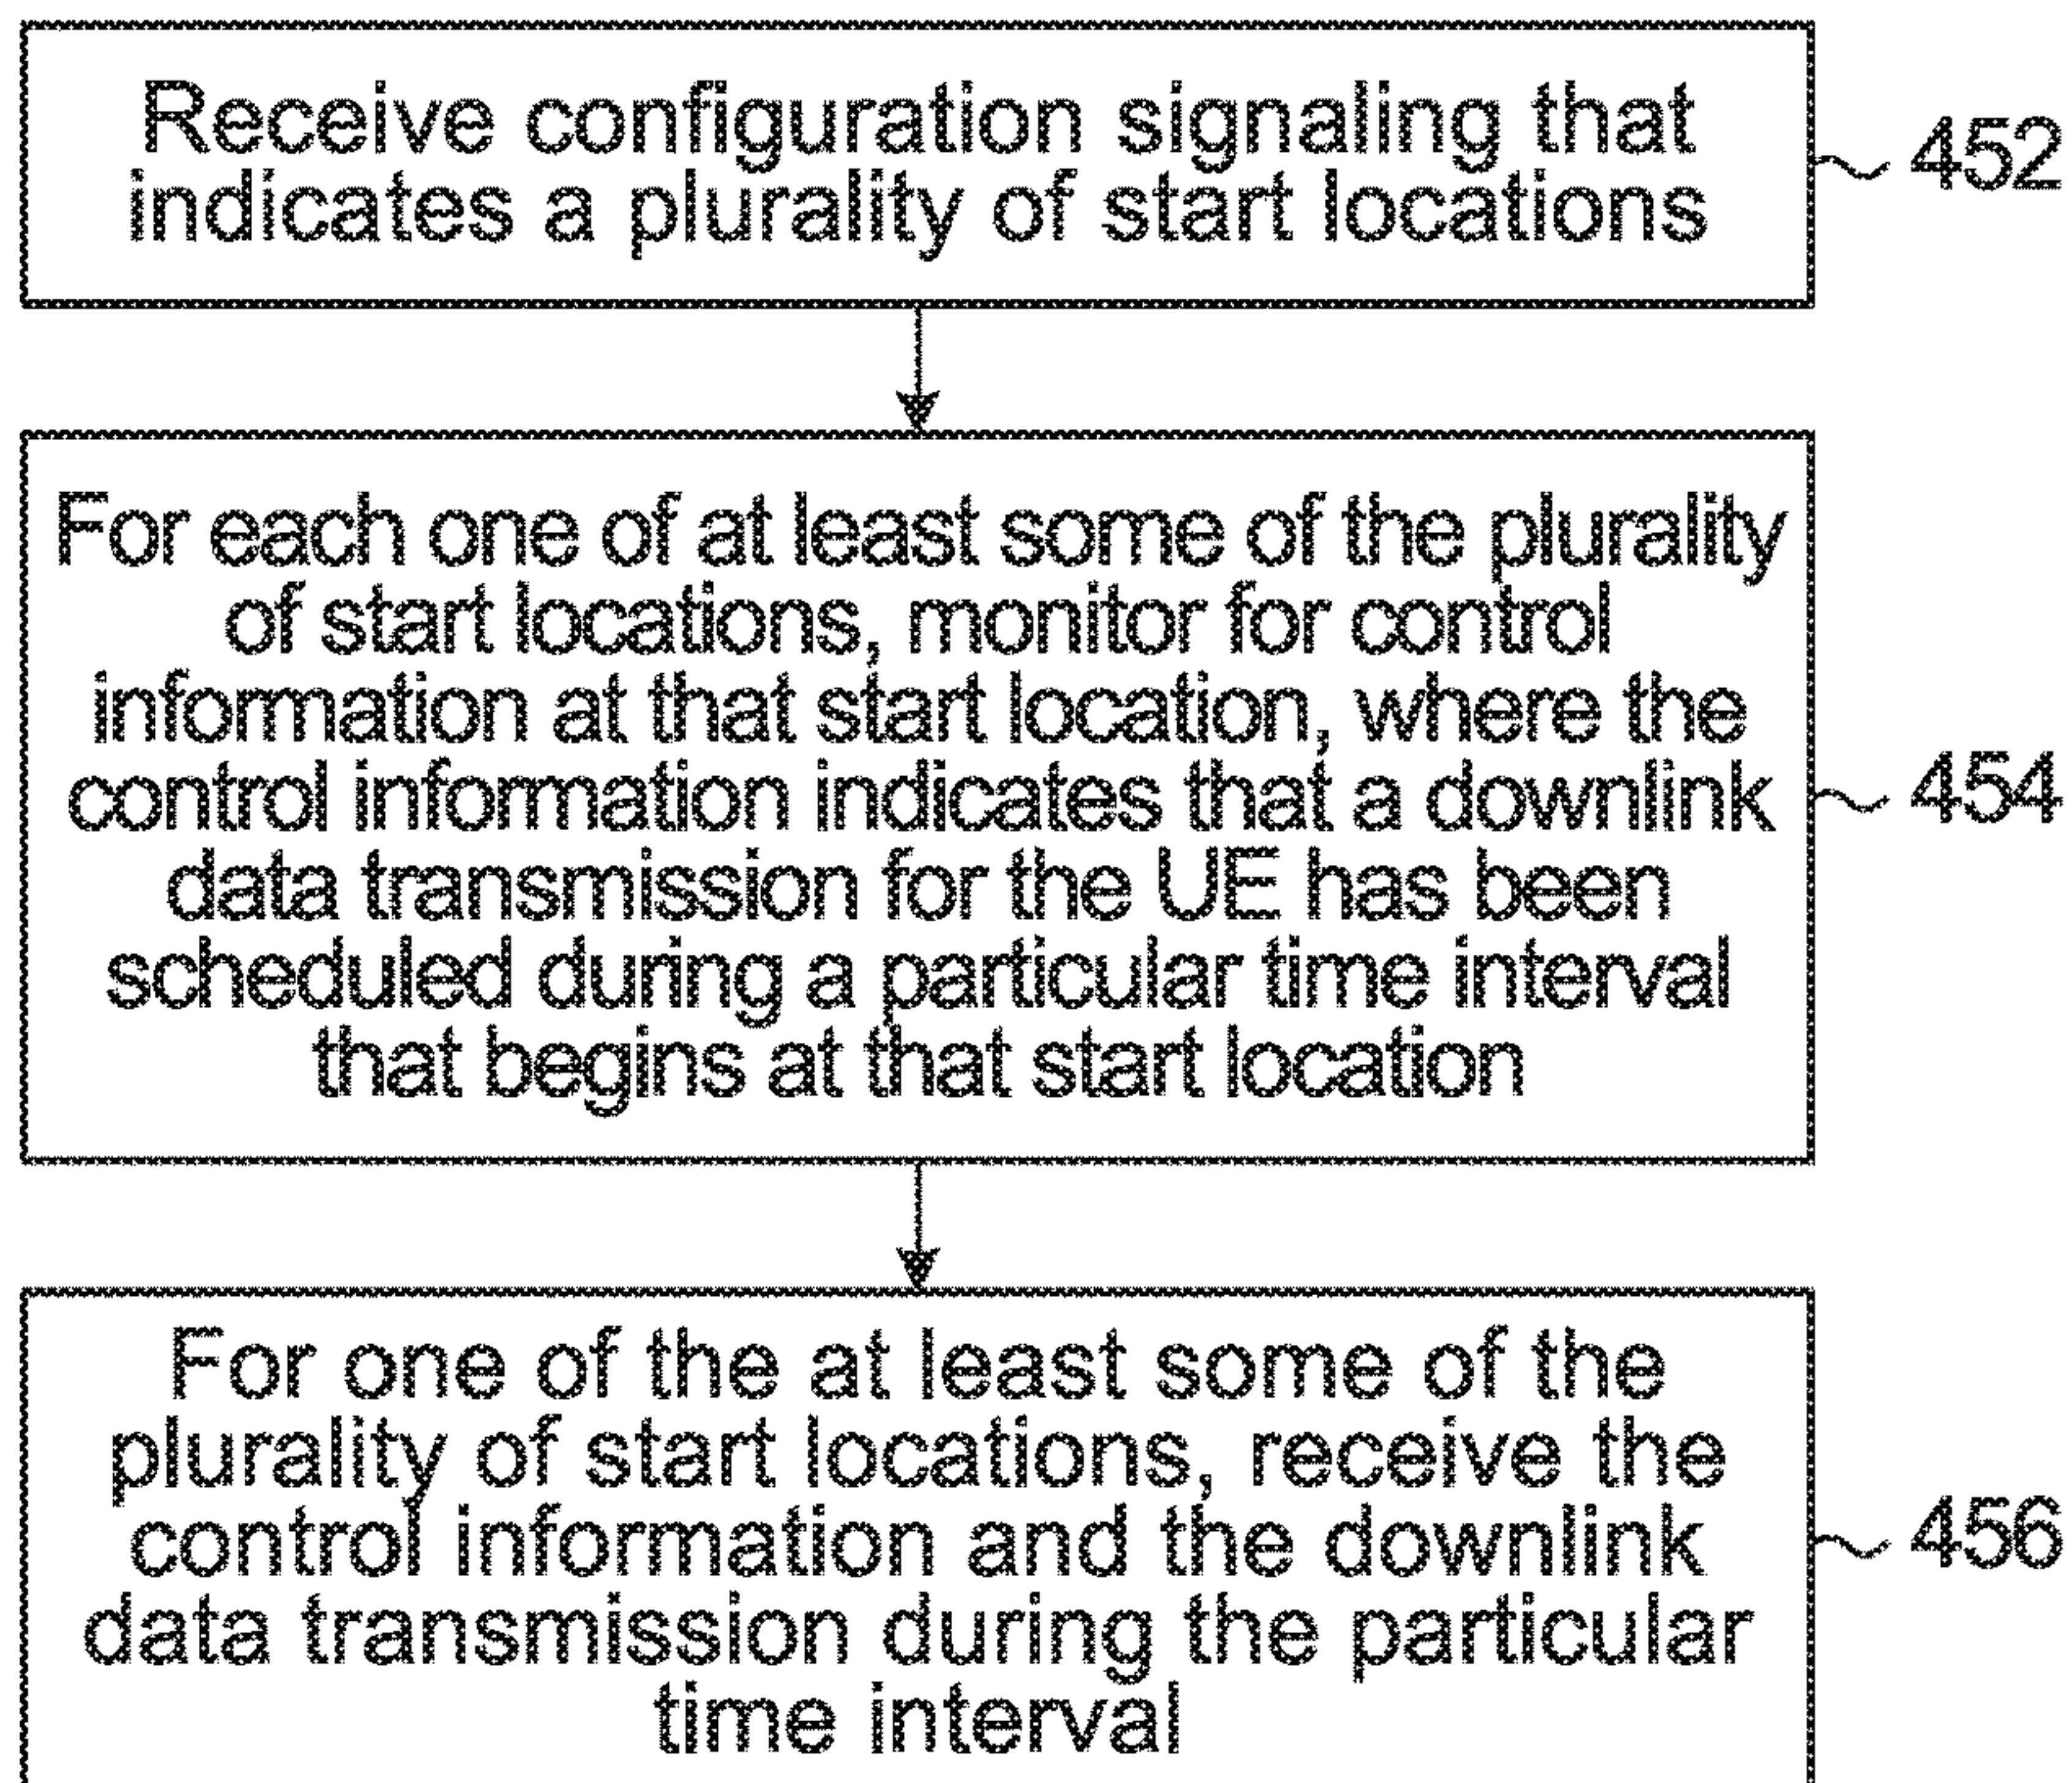 Receive configuration signaling that
indicates a plurality of start locations
452
For each one of at least some of the plurality
of start locations, monitor for control
information at that start location, where the
control information indicates that a downlink
data transmission for the UE has been
scheduled during a particular time interval
that begins at that start location
454
For one of the at least some of the
plurality of start locations, receive the
control information and the downlink
data transmission during the particular
time interval
456